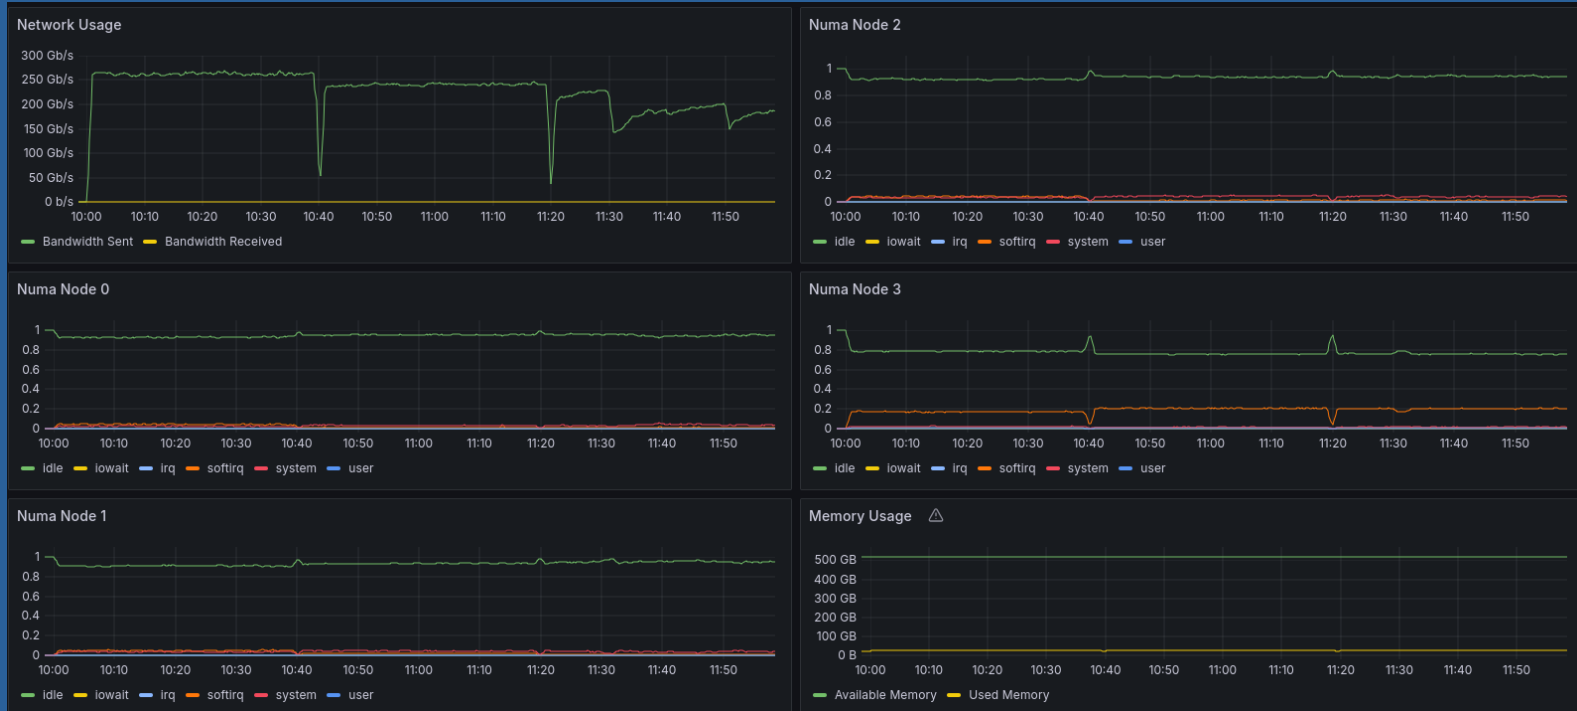 Network Usage
300 Gb/s
250 Gb/s
200 Gb/s
150 Gb/s
100 Gb/s
50 Gb/s
0 b/s
10:00 10:10 10:20 10:30 10:40 10:50 11:00 11:10 11:20 11:30 11:40 11:50
Bandwidth Sent Bandwidth Received
Numa Node 2
1
0.8
0.6
0.4
0.2
0
10:00 10:10 10:20 10:30 10:40 10:50 11:00 11:10 11:20 11:30 11:40 11:50
idle iowait irq softirq system user
Numa Node 0
1
0.8
0.6
0.4
0.2
0
10:00 10:10 10:20 10:30 10:40 10:50 11:00 11:10 11:20 11:30 11:40 11:50
idle iowait irq softirq system user
Numa Node 3
1
0.8
0.6
0.4
0.2
0
10:00 10:10 10:20 10:30 10:40 10:50 11:00 11:10 11:20 11:30 11:40 11:50
idle iowait irq softirq system user
Numa Node 1
1
0.8
0.6
0.4
0.2
0
10:00 10:10 10:20 10:30 10:40 10:50 11:00 11:10 11:20 11:30 11:40 11:50
idle iowait irq softirq system user
Memory Usage
500 GB
400 GB
300 GB
200 GB
100 GB
0 B
10:00 10:10 10:20 10:30 10:40 10:50 11:00 11:10 11:20 11:30 11:40 11:50
Available Memory Used Memory